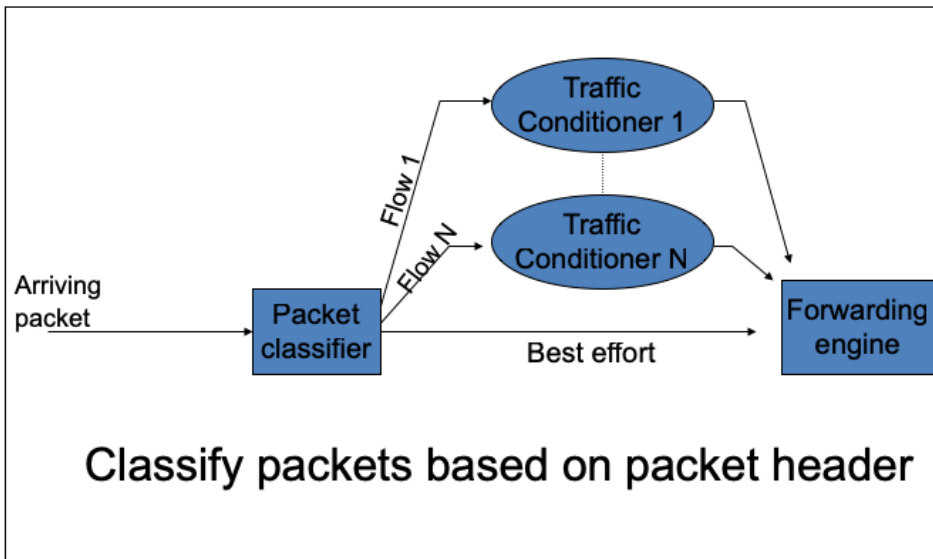 Traffic
Conditioner 1
Flow 1
Traffic
Conditioner N
Flow N
Arriving
packet
Packet
classifier
Best effort
Forwarding
engine
Classify packets based on packet header